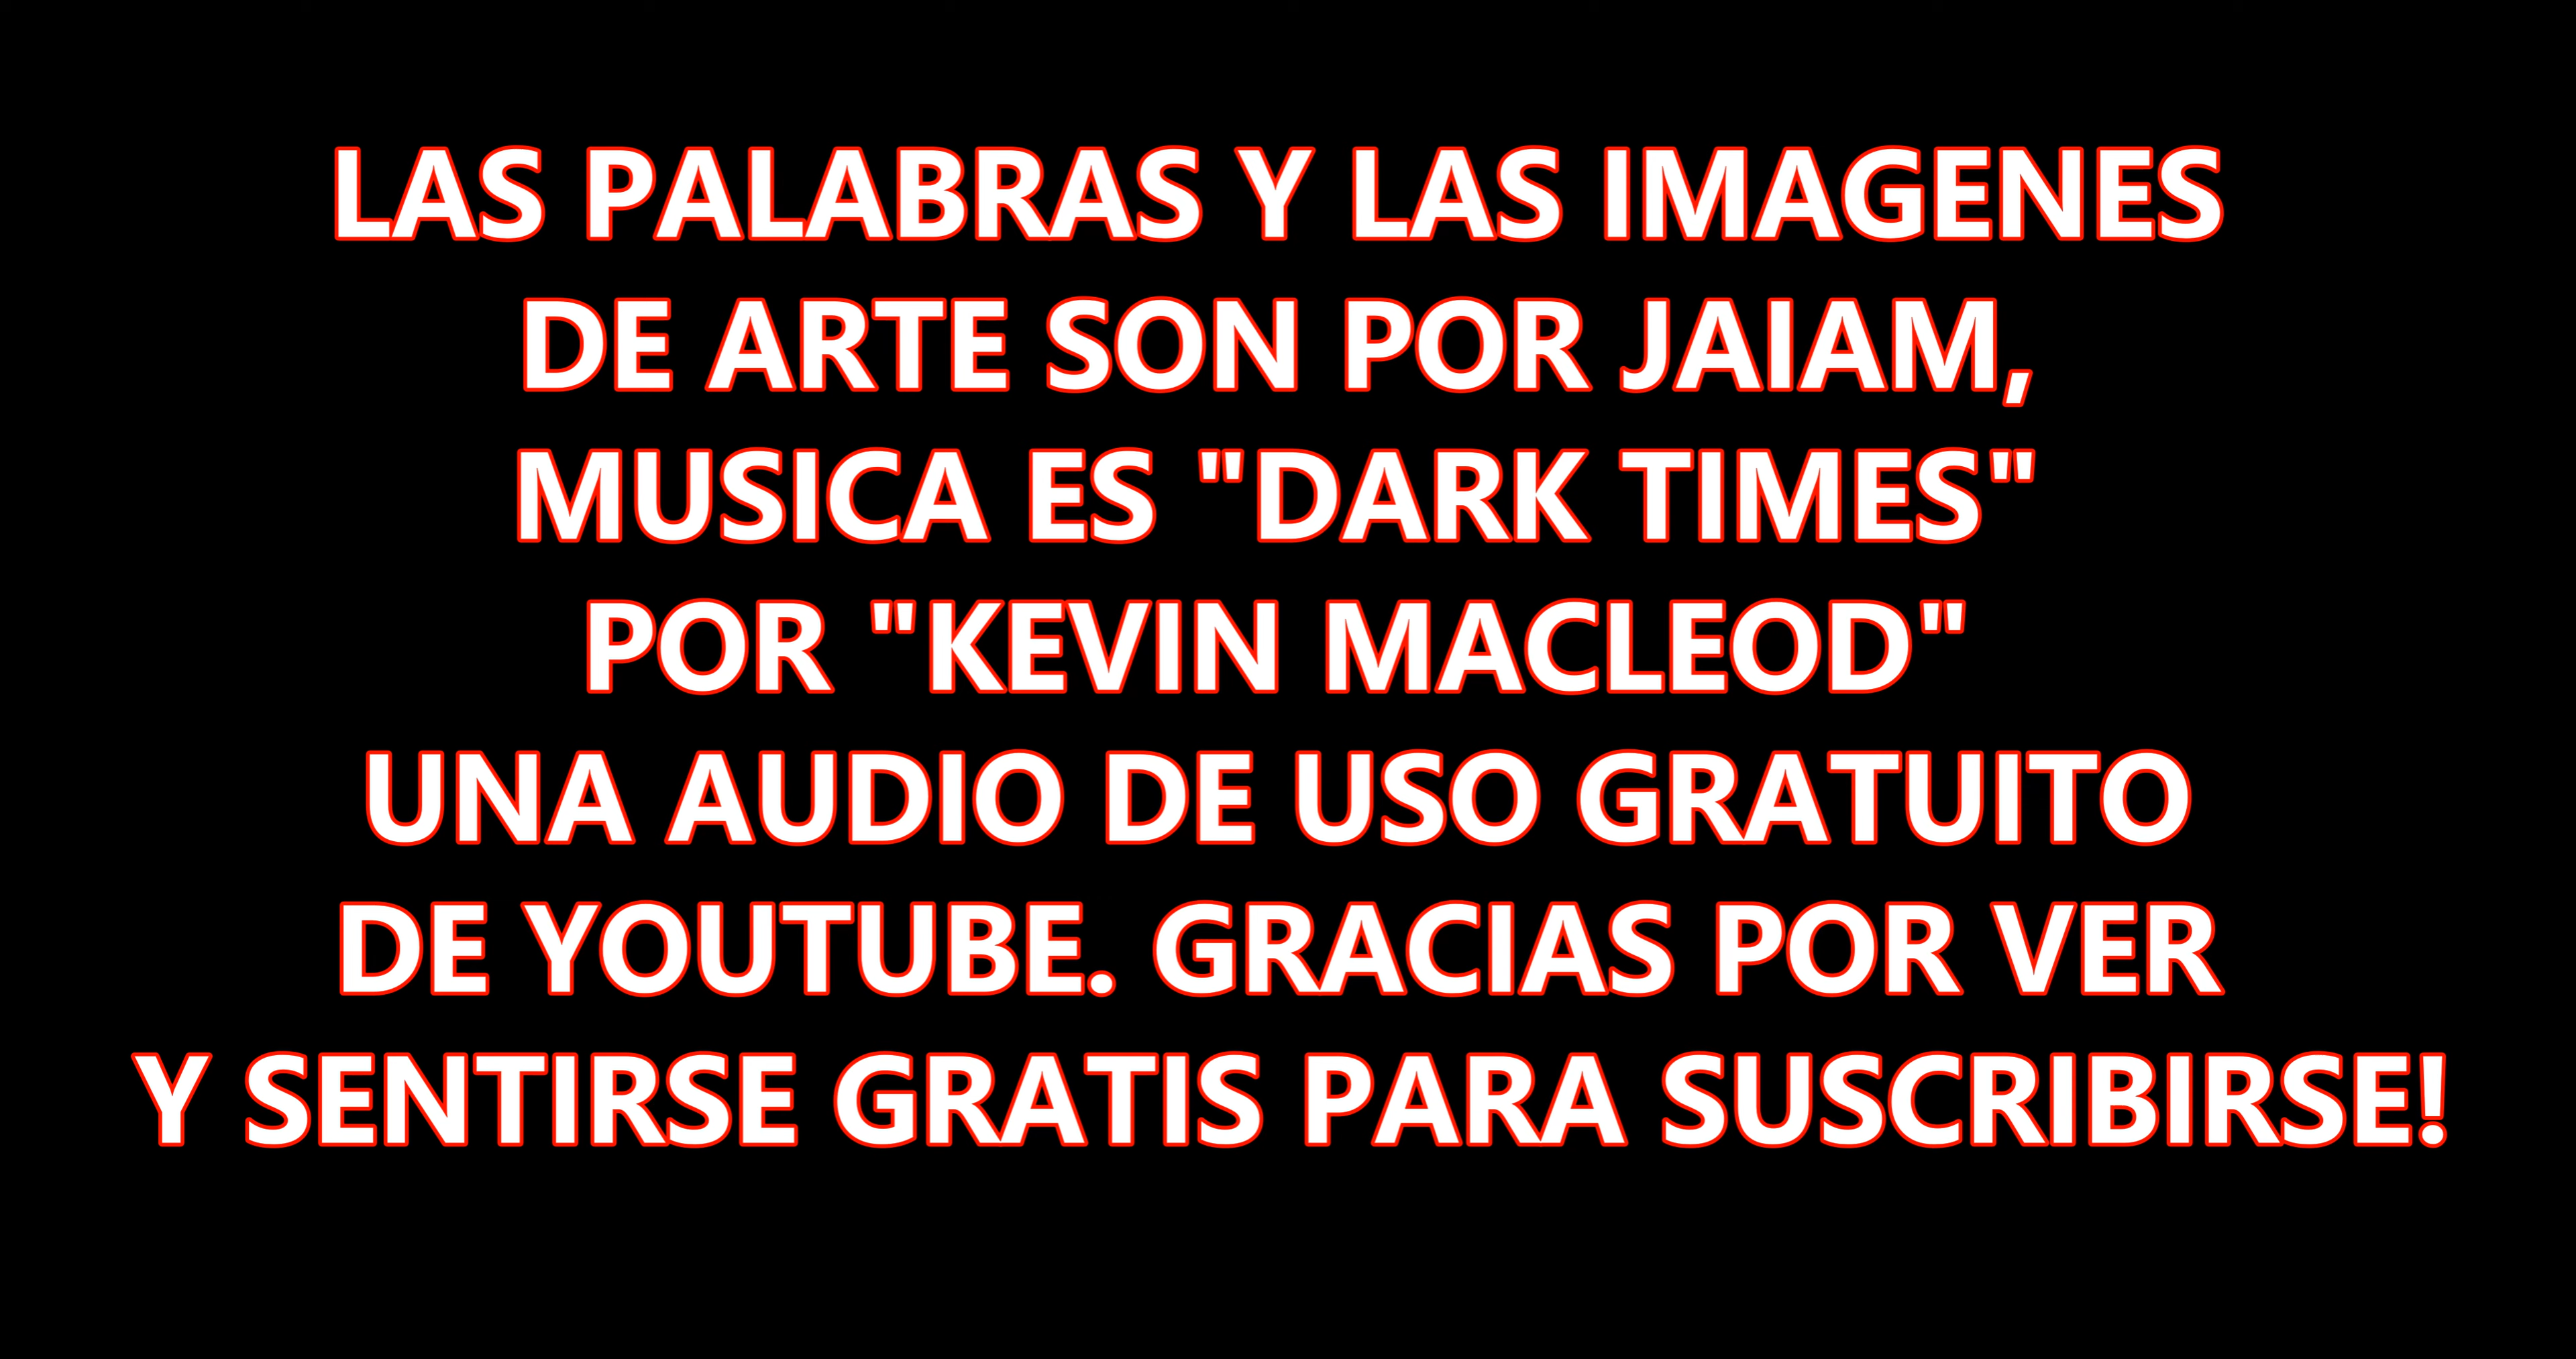 LAS PALABRAS Y LAS IMAGENES
DE ARTE SON POR JAIAM,
MUSICA ES "DARK TIMES"
POR "KEVIN MACLEOD"
UNA AUDIO DE USO GRATUITO
DE YOUTUBE. GRACIAS POR VER
Y SENTIRSE GRATIS PARA SUSCRIBIRSE!